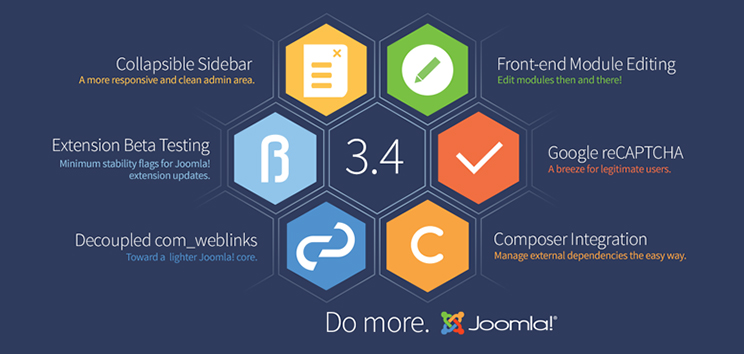 Collapsible Sidebar
A more responsive and clean admin area.
Front-end Module Editing
Edit modules then and there!
Extension Beta Testing
Minimum stability flags for Joomla!
extension updates.
β
3.4
Google reCAPTCHA
A breeze for legitimate users.
Decoupled com_weblinks
Toward a lighter Joomla! core.
C
Composer Integration
Manage external dependencies the easy way.
Do more. Joomla!®